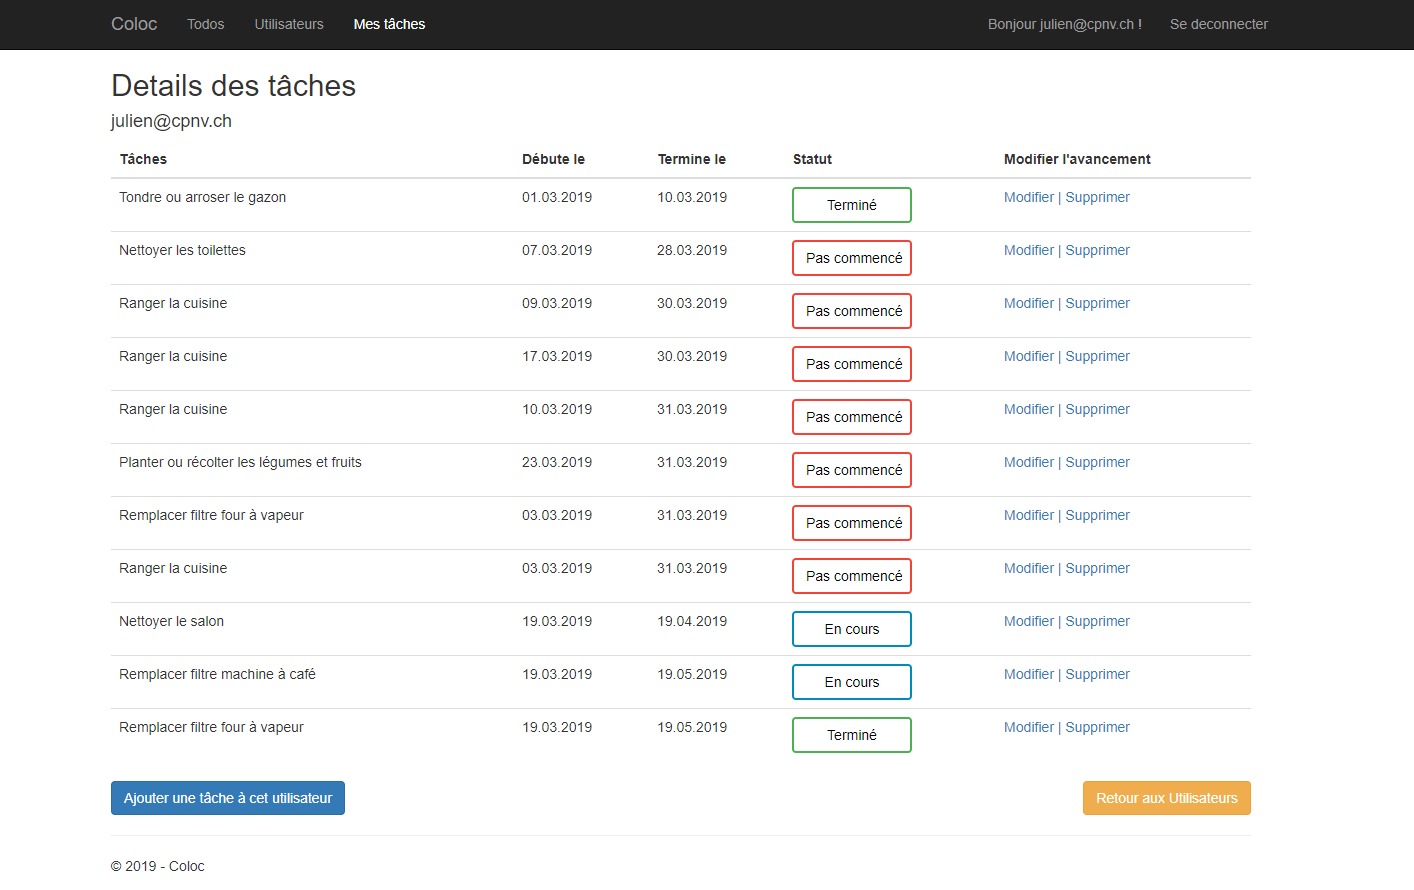 Coloc Todos Utilisateurs Mes tâches Bonjour julien@cpnv.ch ! Se deconnecter
Details des tâches
julien@cpnv.ch
Tâches Débute le Termine le Statut Modifier l'avancement
Tondre ou arroser le gazon 01.03.2019 10.03.2019 Terminé Modifier | Supprimer
Nettoyer les toilettes 07.03.2019 28.03.2019 Pas commencé Modifier | Supprimer
Ranger la cuisine 09.03.2019 30.03.2019 Pas commencé Modifier | Supprimer
Ranger la cuisine 17.03.2019 30.03.2019 Pas commencé Modifier | Supprimer
Ranger la cuisine 10.03.2019 31.03.2019 Pas commencé Modifier | Supprimer
Planter ou récolter les légumes et fruits 23.03.2019 31.03.2019 Pas commencé Modifier | Supprimer
Remplacer filtre four à vapeur 03.03.2019 31.03.2019 Pas commencé Modifier | Supprimer
Ranger la cuisine 03.03.2019 31.03.2019 Pas commencé Modifier | Supprimer
Nettoyer le salon 19.03.2019 19.04.2019 En cours Modifier | Supprimer
Remplacer filtre machine à café 19.03.2019 19.05.2019 En cours Modifier | Supprimer
Remplacer filtre four à vapeur 19.03.2019 19.05.2019 Terminé Modifier | Supprimer
Ajouter une tâche à cet utilisateur Retour aux Utilisateurs
© 2019 - Coloc